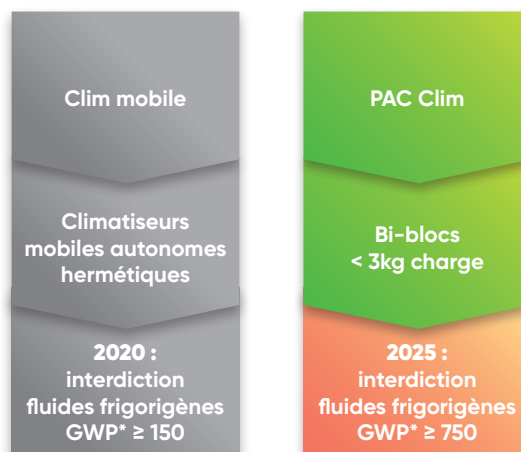 Clim mobile
Climatiseurs
mobiles autonomes
hermétiques
2020 :
interdiction
fluides frigorigènes
GWP* ≥ 150
PAC Clim
Bi-blocs
< 3kg charge
2025 :
interdiction
fluides frigorigènes
GWP* ≥ 750